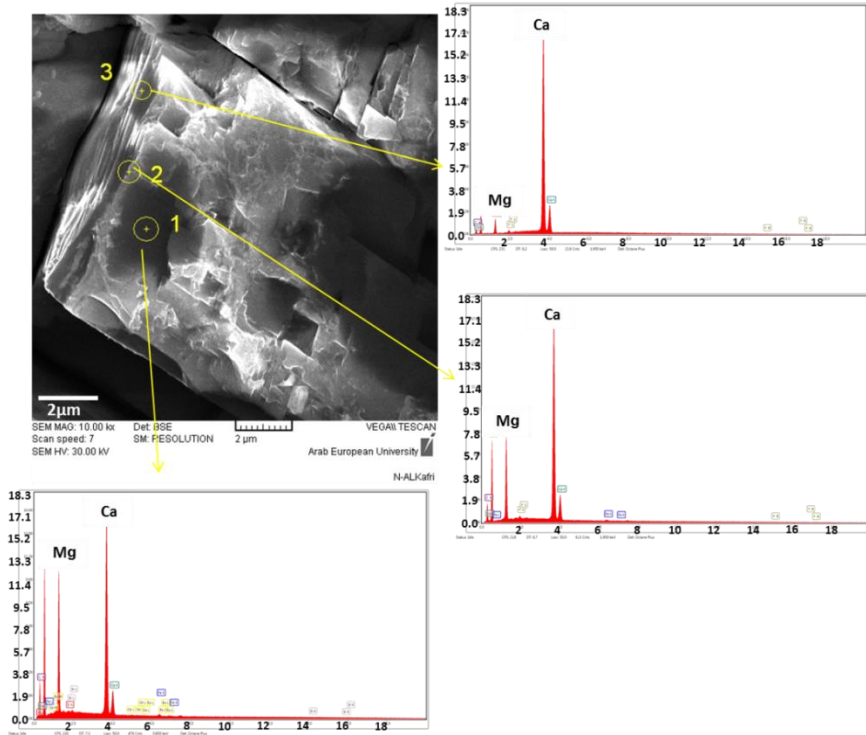 3
2
1
2µm
SEM MAG: 10.00 kx Det: BSE VEGA\\ TESCAN
Scan speed: 7 SM: RESOLUTION 2 µm
SEM HV: 30.00 kV Arab European University
N-ALKafri
18.3
17.1
15.2
13.3
11.4
9.5
7.6
5.7
3.8
1.9
0.0
Ca
Mg
2 4 6 8 10 12 14 16 18
18.3
17.1
15.2
13.3
11.4
9.5
7.6
5.7
3.8
1.9
0.0
Ca
Mg
2 4 6 8 10 12 14 16 18
18.3
17.1
15.2
13.3
11.4
9.5
7.6
5.7
3.8
1.9
0.0
Ca
Mg
2 4 6 8 10 12 14 16 18